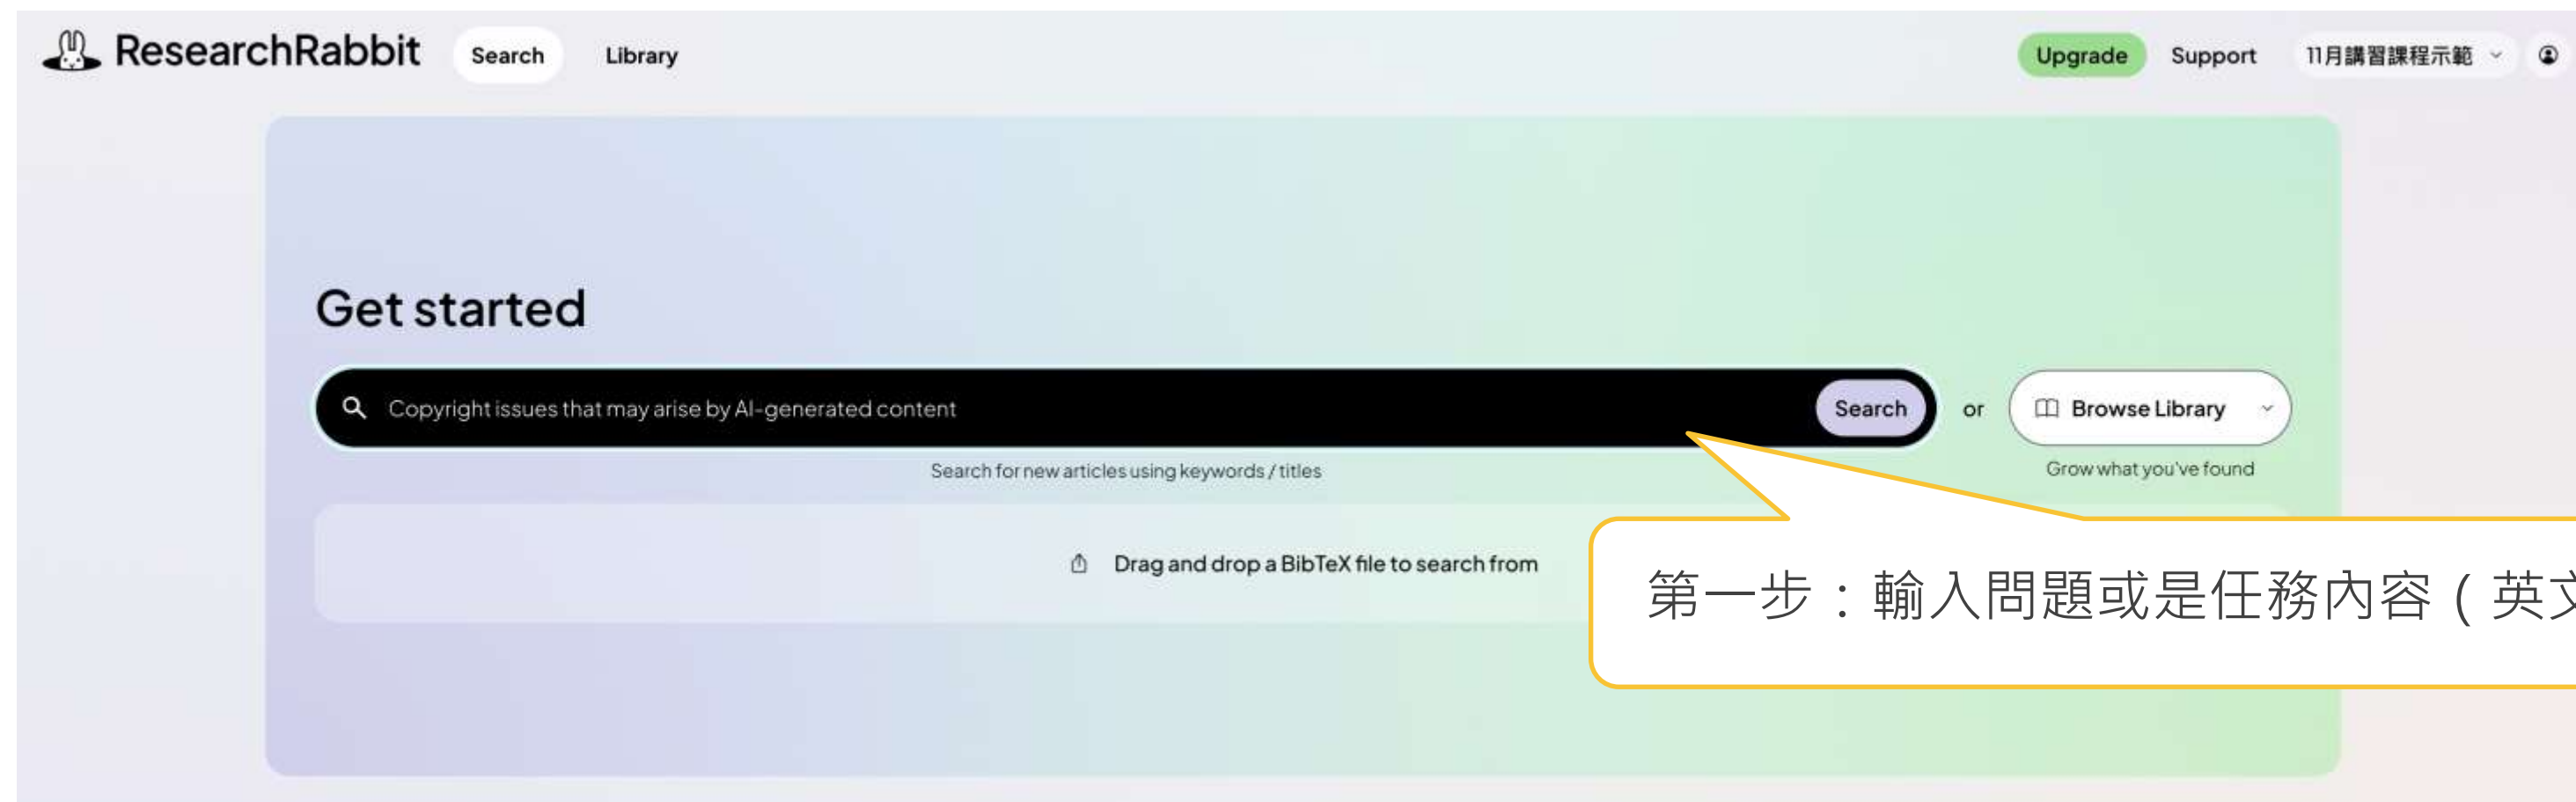 ResearchRabbit Search Library Upgrade Support 11月講習課程示範
Get started
Copyright issues that may arise by AI-generated content Search or Browse Library
Search for new articles using keywords / titles Grow what you've found
Drag and drop a BibTeX file to search from
第一步：輸入問題或是任務內容（英